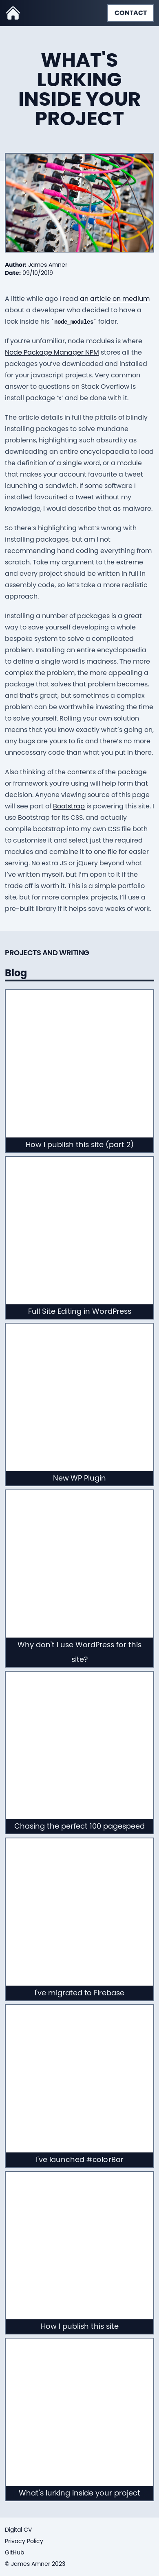 CONTACT
WHAT'S
LURKING
INSIDE YOUR
PROJECT
Author: James Amner
Date: 09/10/2019
A little while ago I read an article on medium
about a developer who decided to have a
look inside his `node_modules` folder.
If you’re unfamiliar, node modules is where
Node Package Manager NPM stores all the
packages you’ve downloaded and installed
for your javascript projects. Very common
answer to questions on Stack Overflow is
install package ‘x’ and be done with it.
The article details in full the pitfalls of blindly
installing packages to solve mundane
problems, highlighting such absurdity as
downloading an entire encyclopaedia to load
the definition of a single word, or a module
that makes your account favourite a tweet
launching a sandwich. If some software I
installed favourited a tweet without my
knowledge, I would describe that as malware.
So there’s highlighting what’s wrong with
installing packages, but am I not
recommending hand coding everything from
scratch. Take my argument to the extreme
and every project should be written in full in
assembly code, so let’s take a more realistic
approach.
Installing a number of packages is a great
way to save yourself developing a whole
bespoke system to solve a complicated
problem. Installing an entire encyclopaedia
to define a single word is madness. The more
complex the problem, the more appealing a
package that solves that problem becomes,
and that’s great, but sometimes a complex
problem can be worthwhile investing the time
to solve yourself. Rolling your own solution
means that you know exactly what’s going on,
any bugs are yours to fix and there’s no more
unnecessary code than what you put in there.
Also thinking of the contents of the package
or framework you’re using will help form that
decision. Anyone viewing source of this page
will see part of Bootstrap is powering this site. I
use Bootstrap for its CSS, and actually
compile bootstrap into my own CSS file both
to customise it and select just the required
modules and combine it to one file for easier
serving. No extra JS or jQuery beyond what
I’ve written myself, but I’m open to it if the
trade off is worth it. This is a simple portfolio
site, but for more complex projects, I’ll use a
pre-built library if it helps save weeks of work.
PROJECTS AND WRITING
Blog
How I publish this site (part 2)
Full Site Editing in WordPress
New WP Plugin
Why don't I use WordPress for this
site?
Chasing the perfect 100 pagespeed
I've migrated to Firebase
I've launched #colorBar
How I publish this site
What's lurking inside your project
Digital CV
Privacy Policy
GitHub
© James Amner 2023